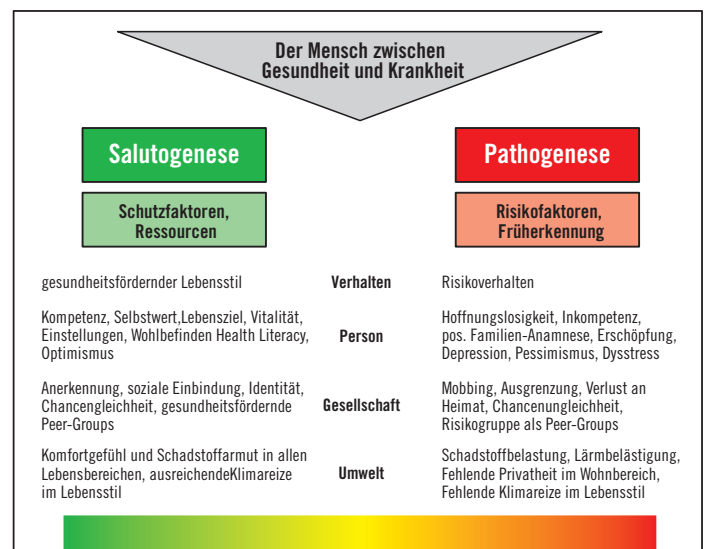 Der Mensch zwischen
Gesundheit und Krankheit
Salutogenese
Pathogenese
Schutzfaktoren,
Ressourcen
Risikofaktoren,
Früherkennung
gesundheitsfördernder Lebensstil
Verhalten
Risikoverhalten
Kompetenz, Selbstwert,Lebensziel, Vitalität,
Einstellungen, Wohlbefinden Health Literacy,
Optimismus
Person
Hoffnungslosigkeit, Inkompetenz,
pos. Familien-Anamnese, Erschöpfung,
Depression, Pessimismus, Dysstress
Anerkennung, soziale Einbindung, Identität,
Chancengleichheit, gesundheitsfördernde
Peer-Groups
Gesellschaft
Mobbing, Ausgrenzung, Verlust an
Heimat, Chancenungleichheit,
Risikogruppe als Peer-Groups
Komfortgefühl und Schadstoffarmut in allen
Lebensbereichen, ausreichendeKlimareize
im Lebensstil
Umwelt
Schadstoffbelastung, Lärmbelästigung,
Fehlende Privatheit im Wohnbereich,
Fehlende Klimareize im Lebensstil